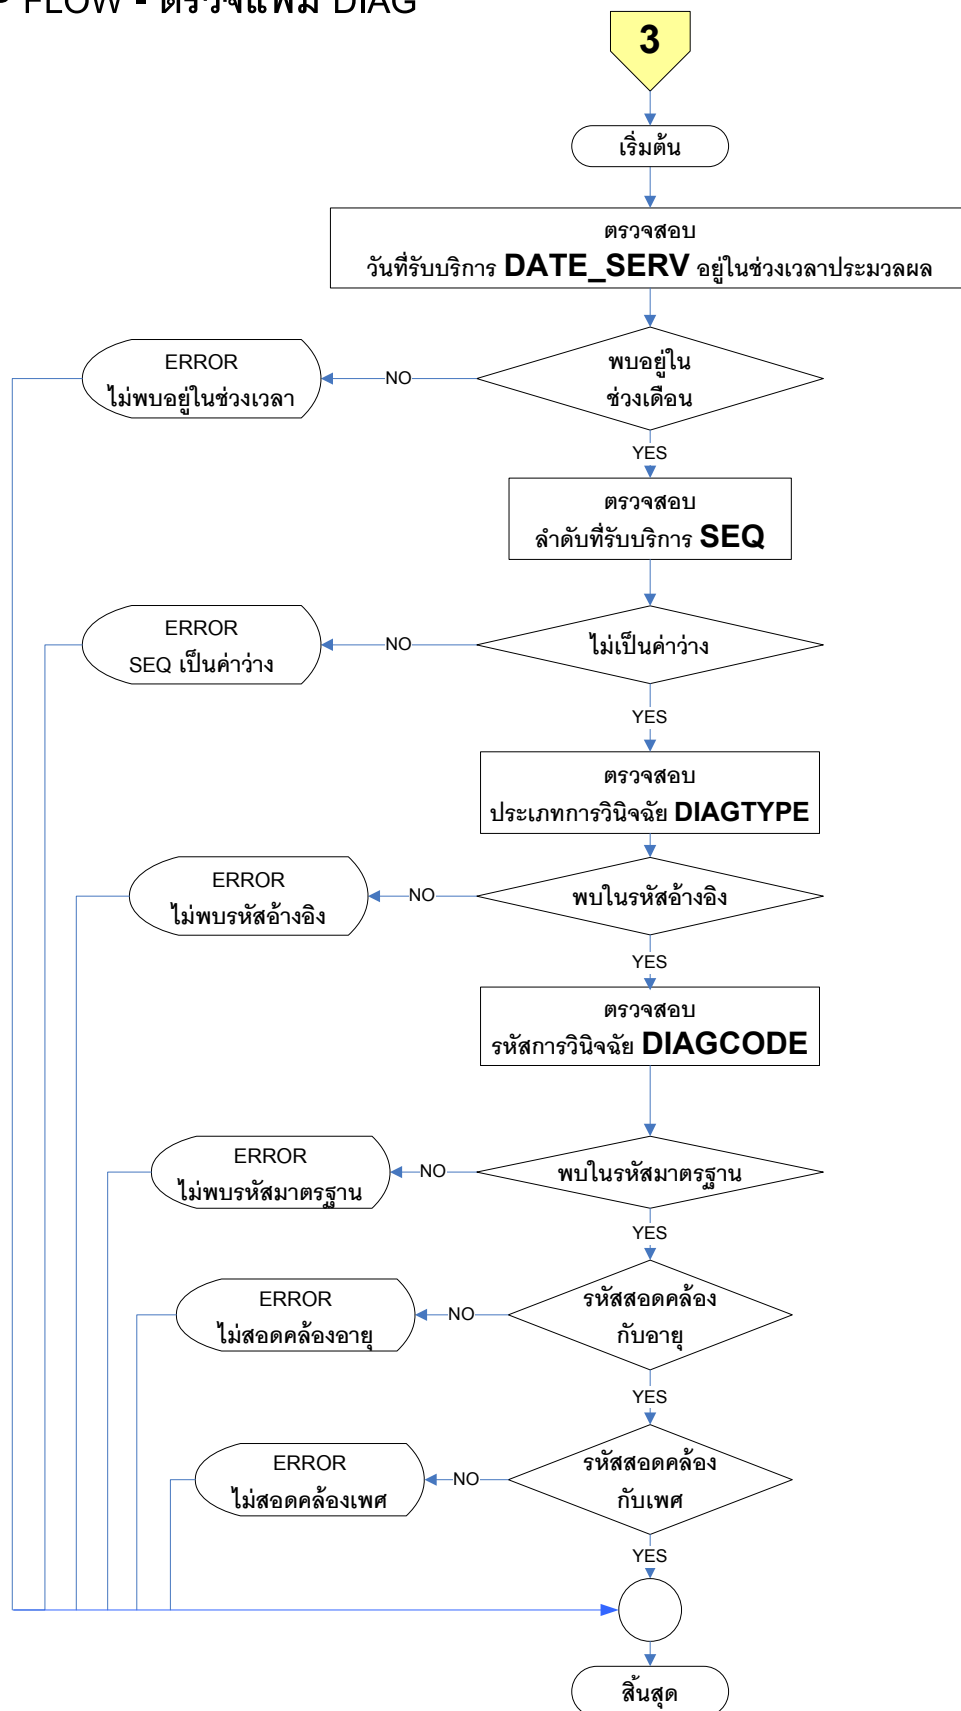 P FLOW - ตรวจแฟ้ม DIAG
3
เริ่มต้น
ตรวจสอบ
วันที่รับบริการ DATE_SERV อยู่ในช่วงเวลาประมวลผล
พบอยู่ใน
ช่วงเดือน
ERROR
ไม่พบอยู่ในช่วงเวลา
NO
YES
ตรวจสอบ
ลำดับที่รับบริการ SEQ
ไม่เป็นค่าว่าง
ERROR
SEQ เป็นค่าว่าง
NO
YES
ตรวจสอบ
ประเภทการวินิจฉัย DIAGTYPE
พบในรหัสอ้างอิง
ERROR
ไม่พบรหัสอ้างอิง
NO
YES
ตรวจสอบ
รหัสการวินิจฉัย DIAGCODE
พบในรหัสมาตรฐาน
ERROR
ไม่พบรหัสมาตรฐาน
NO
YES
รหัสสอดคล้อง
กับอายุ
ERROR
ไม่สอดคล้องอายุ
NO
YES
รหัสสอดคล้อง
กับเพศ
ERROR
ไม่สอดคล้องเพศ
NO
YES
สิ้นสุด